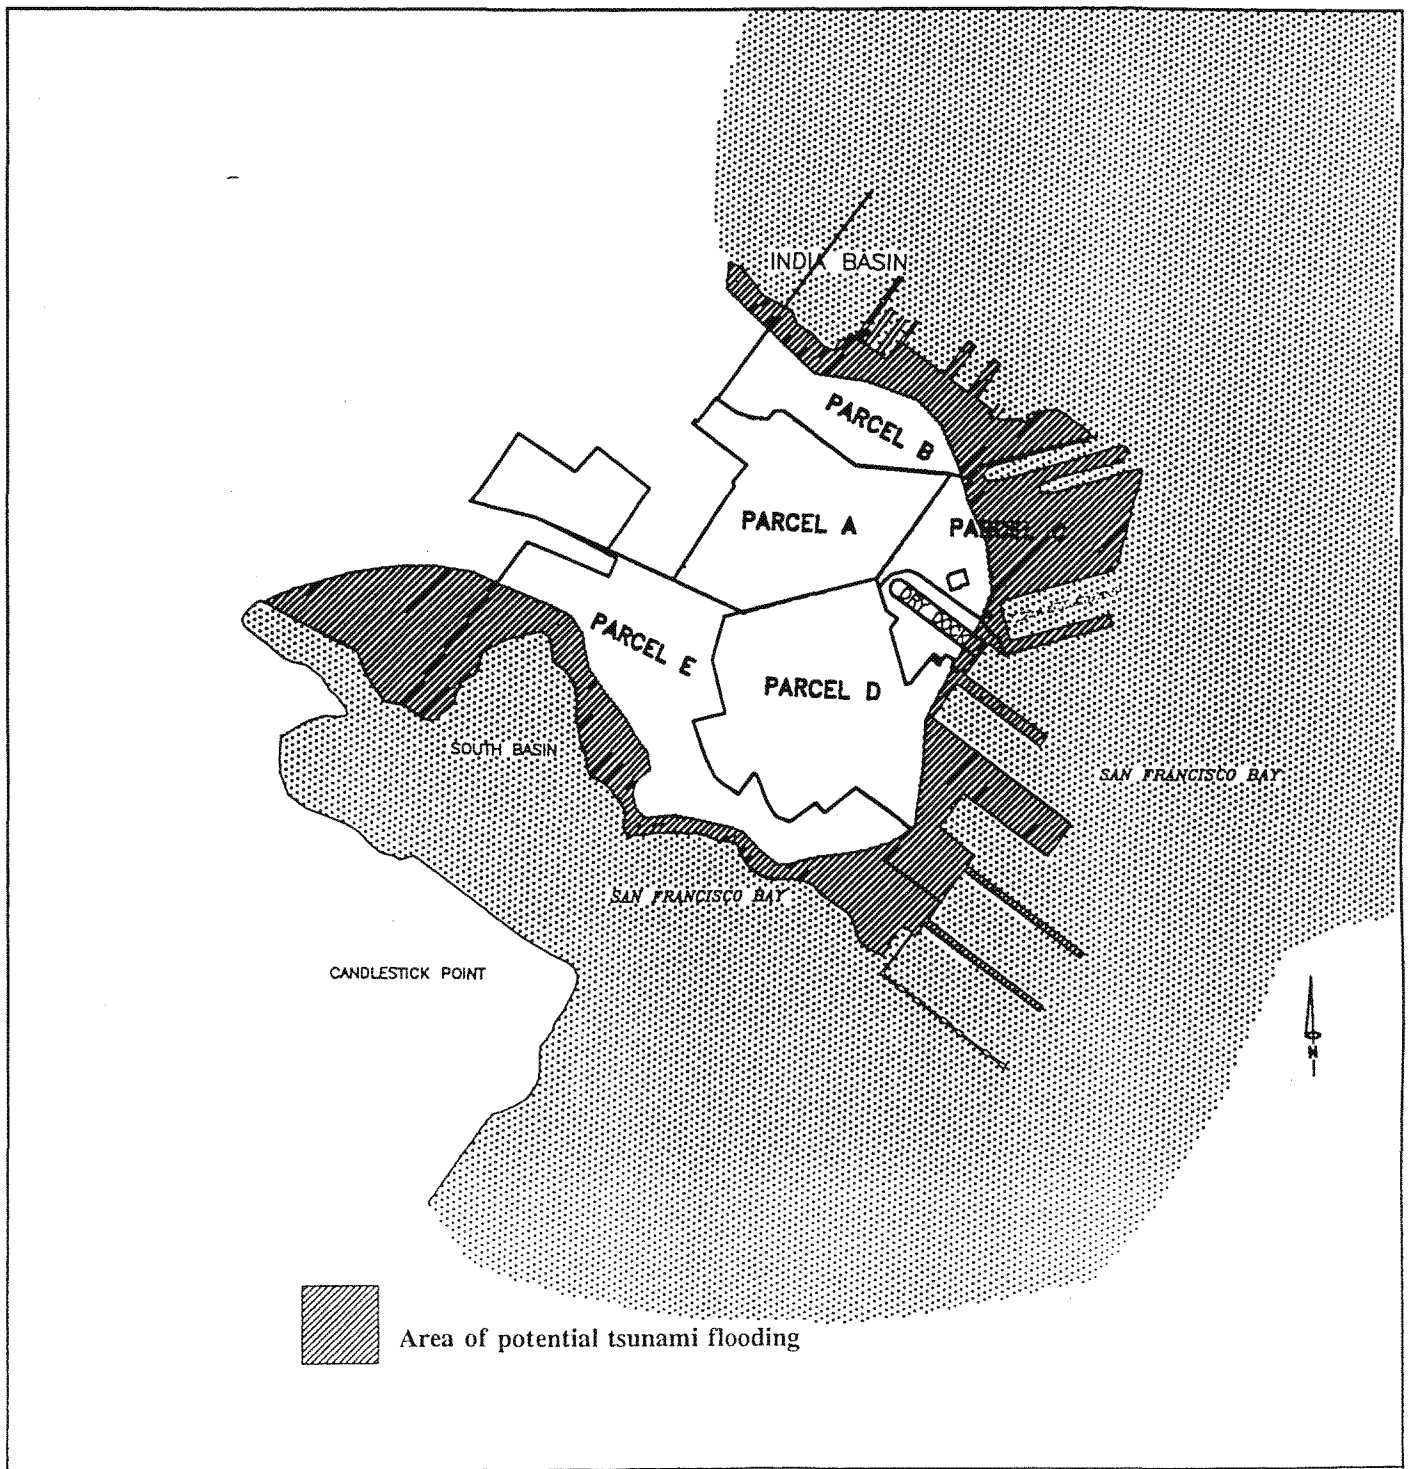 INDIA BASIN
PARCEL B
PARCEL A
PARCEL C
DRY DOCK
PARCEL E
PARCEL D
SOUTH BASIN
SAN FRANCISCO BAY
SAN FRANCISCO BAY
CANDLESTICK POINT
N
Area of potential tsunami flooding